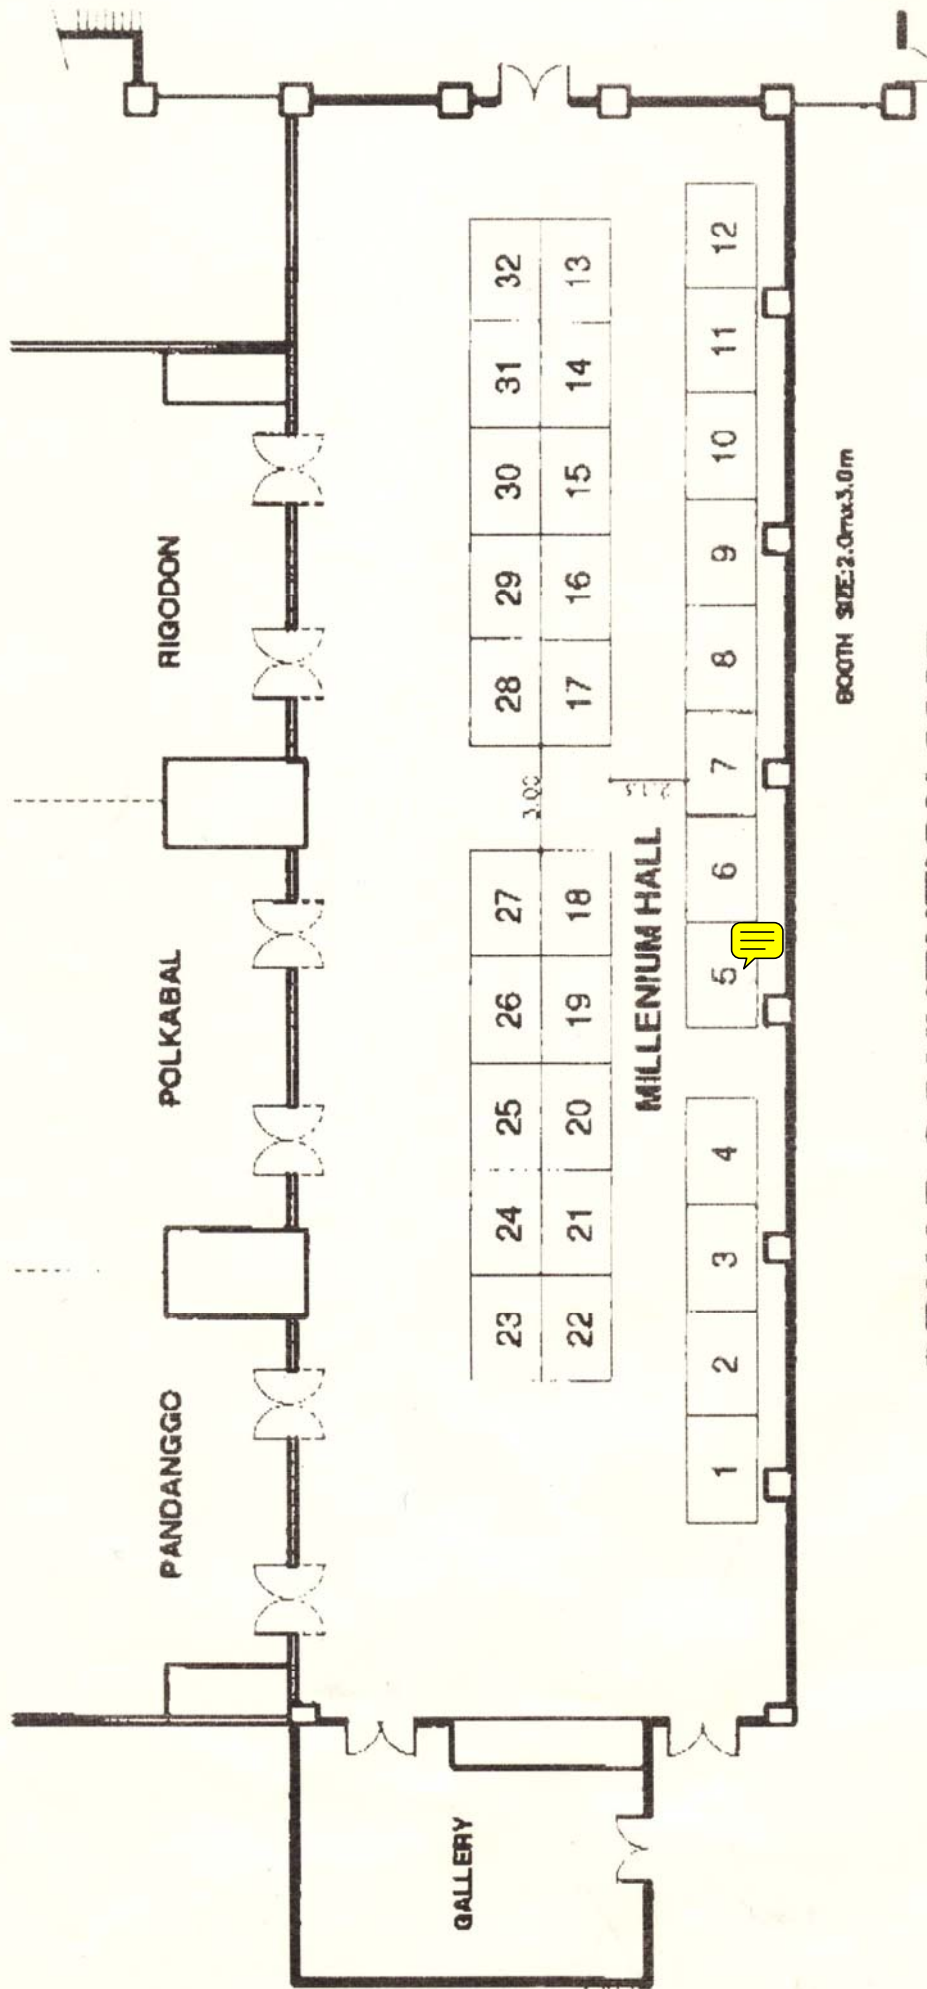 RIGODON
POLKABAL
PANDANGGO
GALLERY
32 31 30 29 28
27 26 25 24 23
13 14 15 16 17
18 19 20 21 22
3.00
MILLENIUM HALL
12 11 10 9 8 7 6 5
4 3 2 1
BOOTH SIZE:2.0mx3.0m